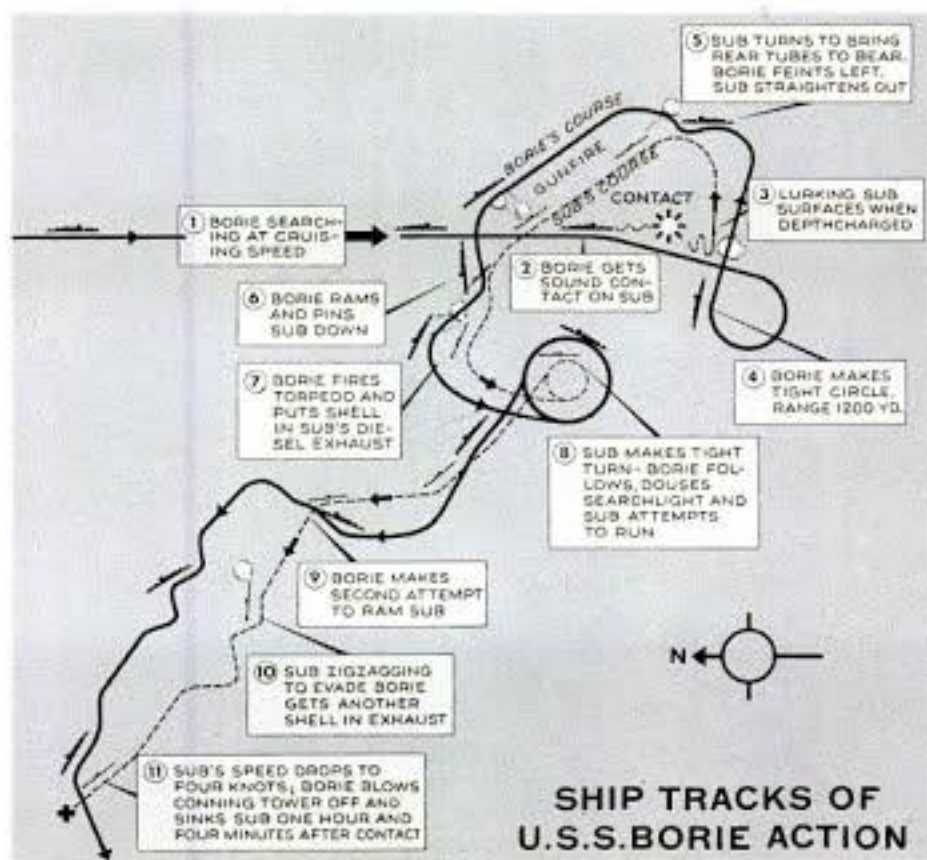 ① BORIE SEARCH-
ING AT CRUIS-
ING SPEED
② BORIE GETS
SOUND CON-
TACT ON SUB
③ LURKING SUB
SURFACES WHEN
DEPTHCHARGED
④ BORIE MAKES
TIGHT CIRCLE,
RANGE 1200 YD.
⑤ SUB TURNS TO BRING
REAR TUBES TO BEAR.
BORIE FEINTS LEFT,
SUB STRAIGHTENS OUT
BORIE'S COURSE
GUNFIRE
SUB'S COURSE
CONTACT
⑥ BORIE RAMS
AND PINS
SUB DOWN
⑦ BORIE FIRES
TORPEDO AND
PUTS SHELL
IN SUB'S DIE-
SEL EXHAUST
⑧ SUB MAKES TIGHT
TURN- BORIE FOL-
LOWS, DOUSES
SEARCHLIGHT AND
SUB ATTEMPTS
TO RUN
⑨ BORIE MAKES
SECOND ATTEMPT
TO RAM SUB
⑩ SUB ZIGZAGGING
TO EVADE BORIE
GETS ANOTHER
SHELL IN EXHAUST
⑪ SUB'S SPEED DROPS TO
FOUR KNOTS; BORIE BLOWS
CONNING TOWER OFF AND
SINKS SUB ONE HOUR AND
FOUR MINUTES AFTER CONTACT
N
SHIP TRACKS OF
U.S.S. BORIE ACTION